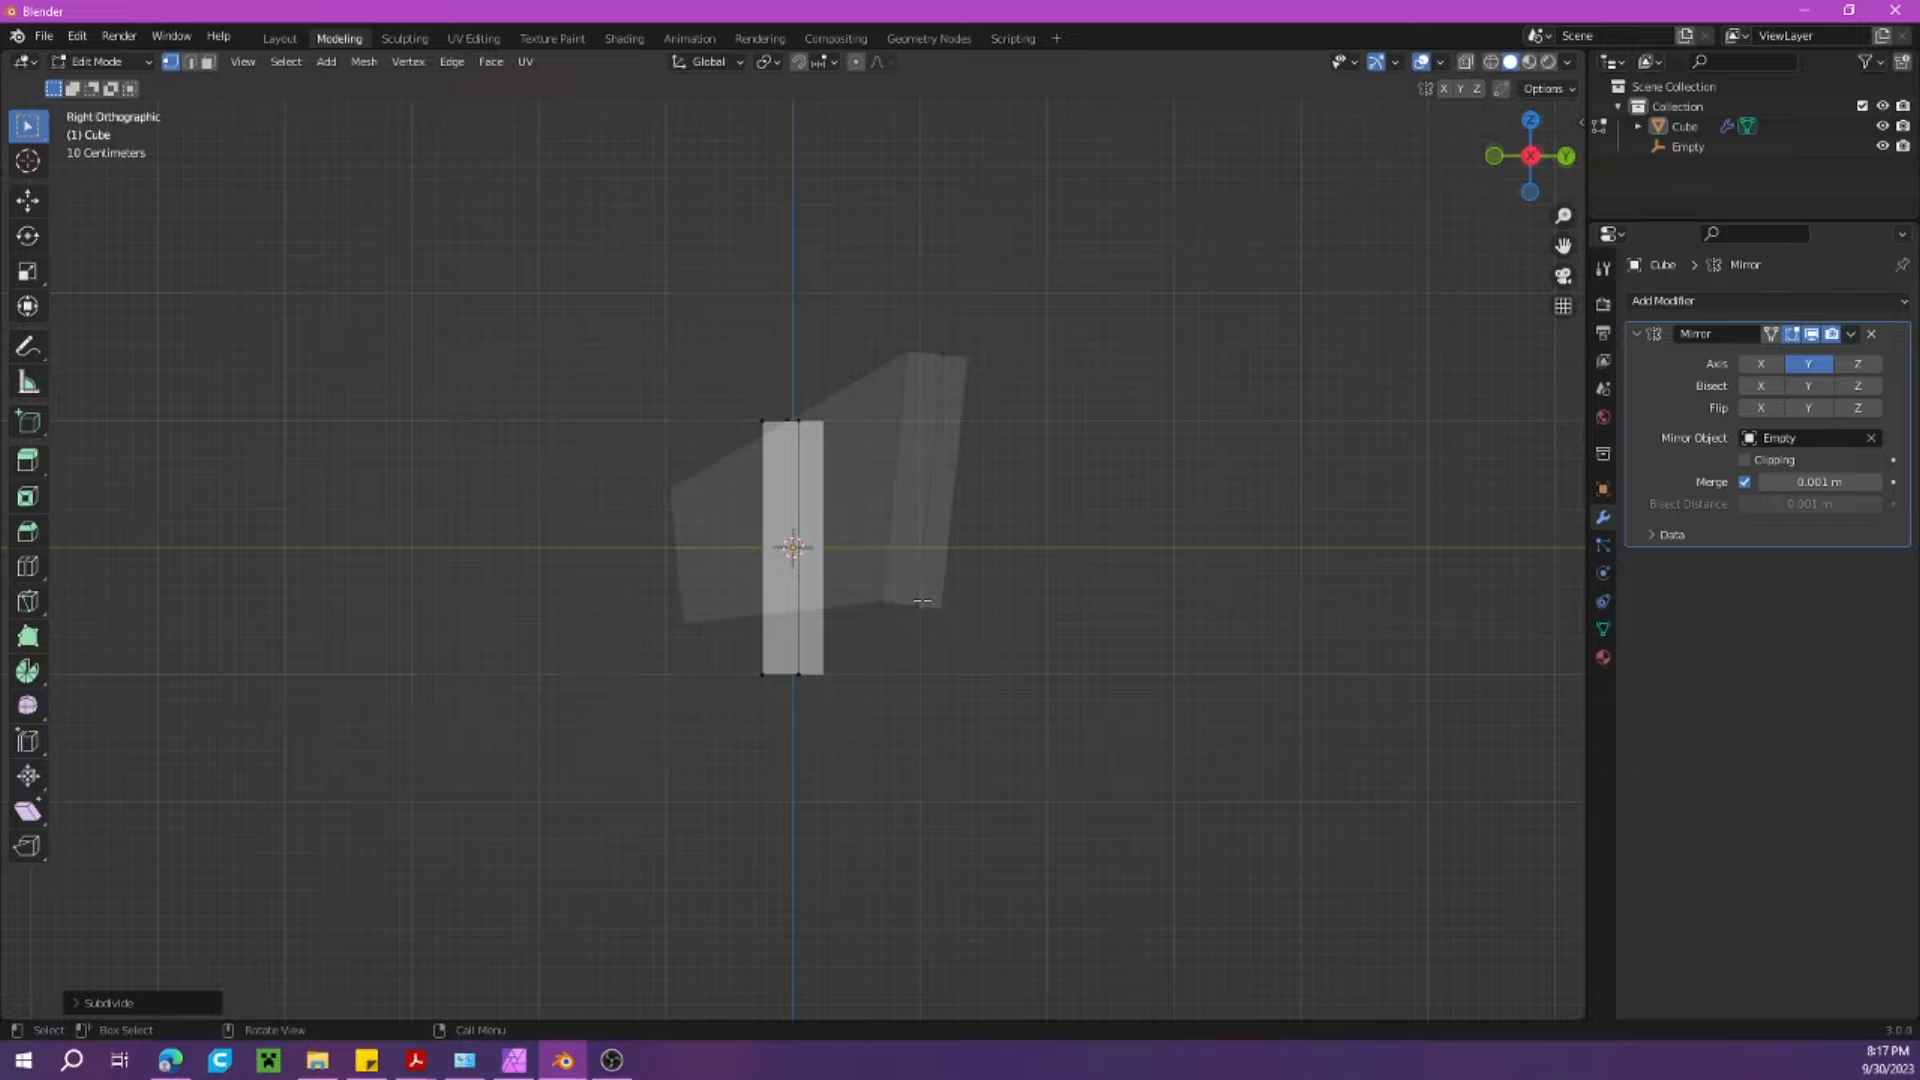 Blender
File Edit Render Window Help Layout Modeling Sculpting UV Editing Texture Paint Shading Animation Rendering Compositing Geometry Nodes Scripting + Scene ViewLayer
Edit Mode View Select Add Mesh Vertex Edge Face UV Global
X Y Z Options
Right Orthographic
(1) Cube
10 Centimeters
Z
X Y
Scene Collection
Collection
Cube
Empty
Cube > Mirror
Add Modifier
Mirror
Axis X Y Z
Bisect X Y Z
Flip X Y Z
Mirror Object Empty
Clipping
Merge 0.001 m
Bisect Distance 0.001 m
Data
Subdivide
Select Box Select Rotate View Call Menu 3.0.0
8:17 PM
9/30/2023